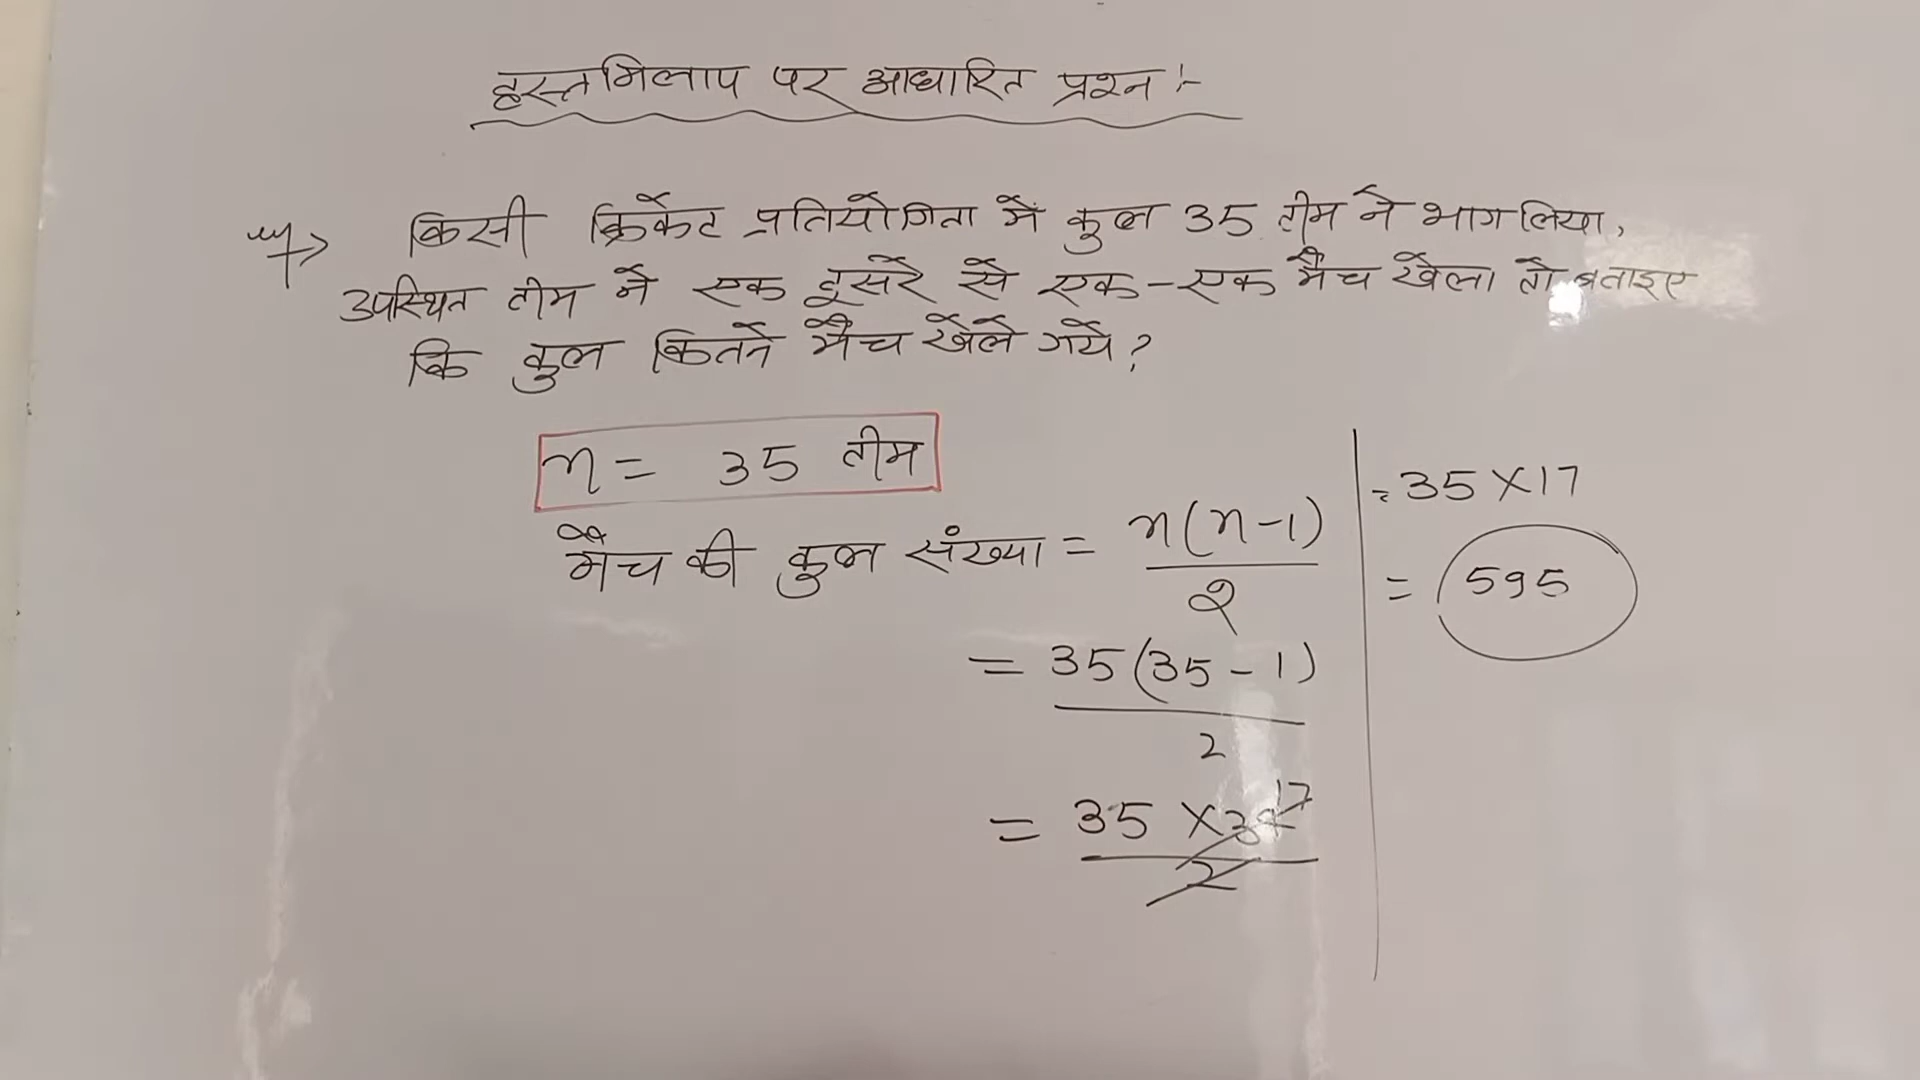 हस्तमिलाप पर आधारित प्रश्न :-
किसी क्रिकेट प्रतियोगिता में कुल 35 टीम ने भाग लिया,
उपस्थित टीम ने एक दूसरे से एक-एक मैच खेला तो बताइए
कि कुल कितने मैच खेले गये?
n = 35 टीम
मैच की कुल संख्या = n(n-1)/2
= 35(35-1)/2
= 35 × 34/2 17
= 35 × 17
= 595